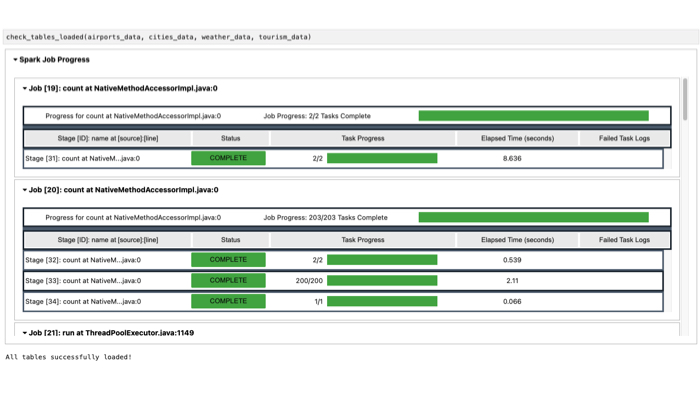 check_tables_loaded(airports_data, cities_data, weather_data, tourism_data)
Spark Job Progress
Job [19]: count at NativeMethodAccessorImpl.java:0
Progress for count at NativeMethodAccessorImpl.java:0 Job Progress: 2/2 Tasks Complete
Stage [ID]: name at [source]:[line] Status Task Progress Elapsed Time (seconds) Failed Task Logs
Stage [31]: count at NativeM...java:0 COMPLETE 2/2 8.636
Job [20]: count at NativeMethodAccessorImpl.java:0
Progress for count at NativeMethodAccessorImpl.java:0 Job Progress: 203/203 Tasks Complete
Stage [ID]: name at [source]:[line] Status Task Progress Elapsed Time (seconds) Failed Task Logs
Stage [32]: count at NativeM...java:0 COMPLETE 2/2 0.539
Stage [33]: count at NativeM...java:0 COMPLETE 200/200 2.11
Stage [34]: count at NativeM...java:0 COMPLETE 1/1 0.066
Job [21]: run at ThreadPoolExecutor.java:1149
All tables successfully loaded!